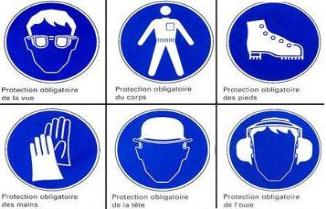 Protection obligatoire
de la vue
Protection obligatoire
du corps
Protection obligatoire
des pieds
Protection obligatoire
des mains
Protection obligatoire
de la tête
Protection obligatoire
de l'ouie